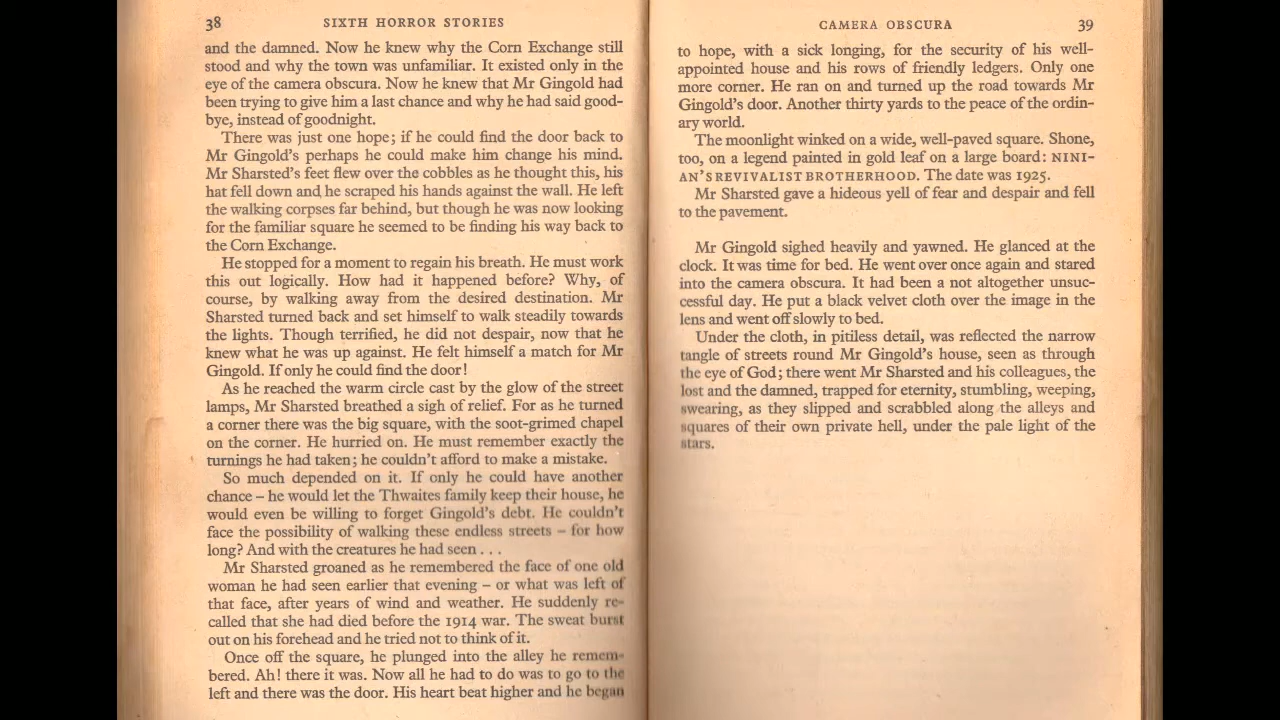 38 SIXTH HORROR STORIES
and the damned. Now he knew why the Corn Exchange still
stood and why the town was unfamiliar. It existed only in the
eye of the camera obscura. Now he knew that Mr Gingold had
been trying to give him a last chance and why he had said good-
bye, instead of goodnight.
There was just one hope; if he could find the door back to
Mr Gingold's perhaps he could make him change his mind.
Mr Sharsted's feet flew over the cobbles as he thought this, his
hat fell down and he scraped his hands against the wall. He left
the walking corpses far behind, but though he was now looking
for the familiar square he seemed to be finding his way back to
the Corn Exchange.
He stopped for a moment to regain his breath. He must work
this out logically. How had it happened before? Why, of
course, by walking away from the desired destination. Mr
Sharsted turned back and set himself to walk steadily towards
the lights. Though terrified, he did not despair, now that he
knew what he was up against. He felt himself a match for Mr
Gingold. If only he could find the door!
As he reached the warm circle cast by the glow of the street
lamps, Mr Sharsted breathed a sigh of relief. For as he turned
a corner there was the big square, with the soot-grimed chapel
on the corner. He hurried on. He must remember exactly the
turnings he had taken; he couldn't afford to make a mistake.
So much depended on it. If only he could have another
chance – he would let the Thwaites family keep their house, he
would even be willing to forget Gingold's debt. He couldn't
face the possibility of walking these endless streets – for how
long? And with the creatures he had seen . . .
Mr Sharsted groaned as he remembered the face of one old
woman he had seen earlier that evening – or what was left of
that face, after years of wind and weather. He suddenly re-
called that she had died before the 1914 war. The sweat burst
out on his forehead and he tried not to think of it.
Once off the square, he plunged into the alley he remem-
bered. Ah! there it was. Now all he had to do was to go to the
left and there was the door. His heart beat higher and he began
CAMERA OBSCURA 39
to hope, with a sick longing, for the security of his well-
appointed house and his rows of friendly ledgers. Only one
more corner. He ran on and turned up the road towards Mr
Gingold's door. Another thirty yards to the peace of the ordin-
ary world.
The moonlight winked on a wide, well-paved square. Shone,
too, on a legend painted in gold leaf on a large board: NINI-
AN'S REVIVALIST BROTHERHOOD. The date was 1925.
Mr Sharsted gave a hideous yell of fear and despair and fell
to the pavement.
Mr Gingold sighed heavily and yawned. He glanced at the
clock. It was time for bed. He went over once again and stared
into the camera obscura. It had been a not altogether unsuc-
cessful day. He put a black velvet cloth over the image in the
lens and went off slowly to bed.
Under the cloth, in pitiless detail, was reflected the narrow
tangle of streets round Mr Gingold's house, seen as through
the eye of God; there went Mr Sharsted and his colleagues, the
lost and the damned, trapped for eternity, stumbling, weeping,
swearing, as they slipped and scrabbled along the alleys and
squares of their own private hell, under the pale light of the
stars.